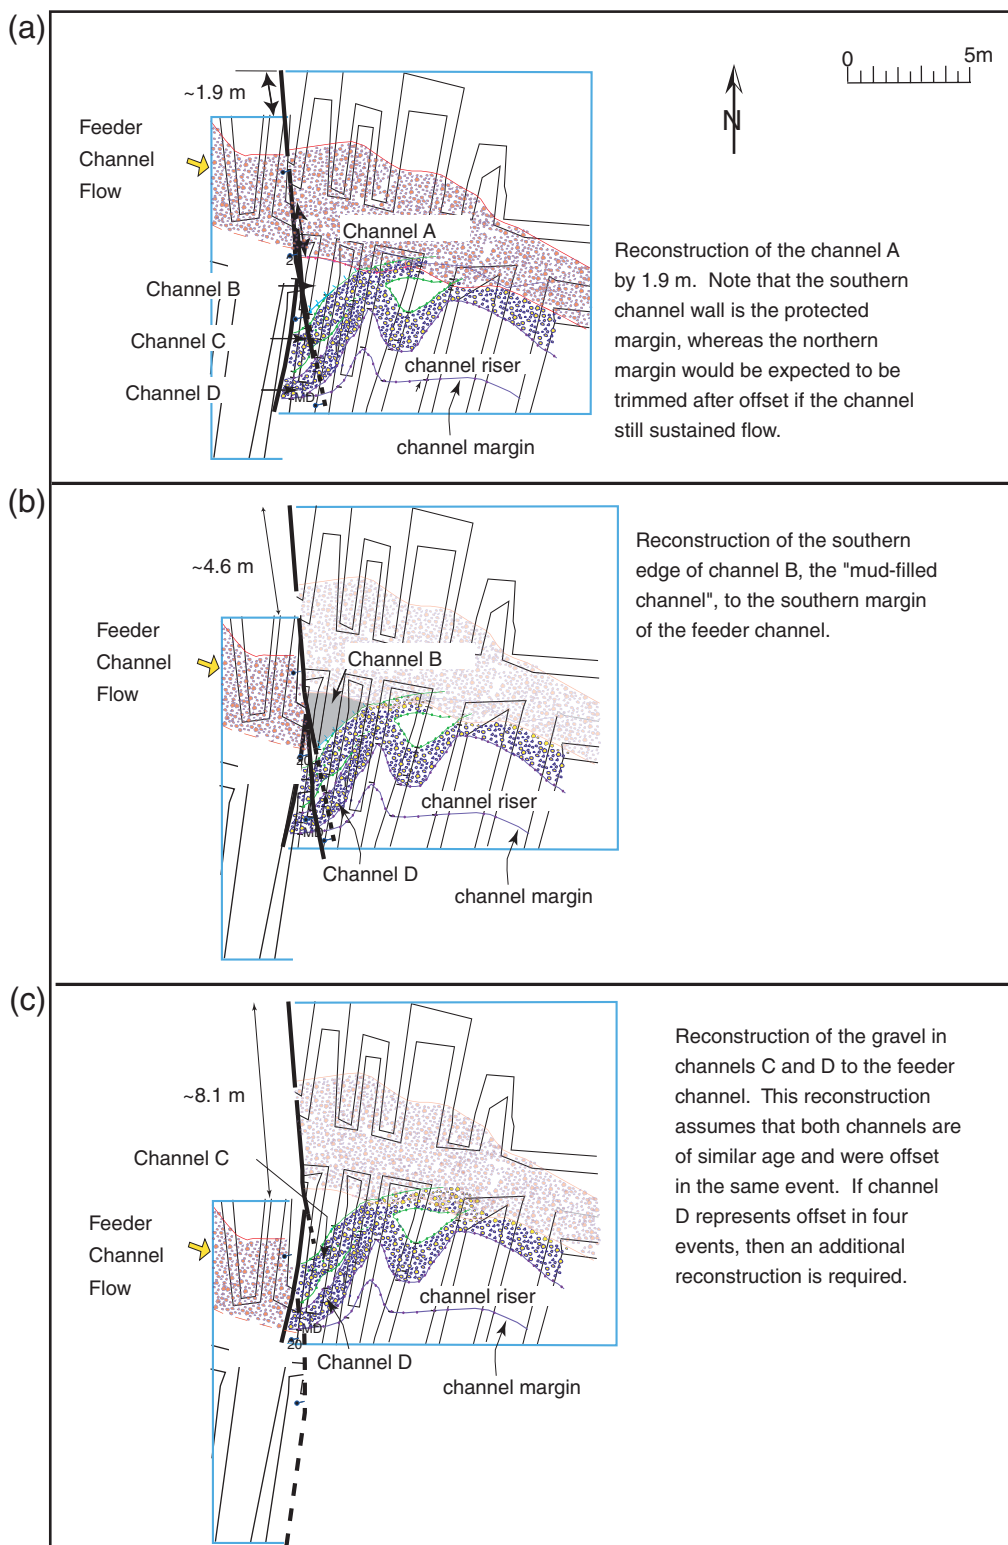 (a)
0 5m
~1.9 m
N
Feeder
Channel
Flow
Channel A
Reconstruction of the channel A
by 1.9 m. Note that the southern
channel wall is the protected
margin, whereas the northern
margin would be expected to be
trimmed after offset if the channel
still sustained flow.
Channel B
Channel C
channel riser
Channel D
MD
channel margin
(b)
Reconstruction of the southern
edge of channel B, the "mud-filled
channel", to the southern margin
of the feeder channel.
~4.6 m
Feeder
Channel
Flow
Channel B
20
channel riser
MD
Channel D
channel margin
(c)
Reconstruction of the gravel in
channels C and D to the feeder
channel. This reconstruction
assumes that both channels are
of similar age and were offset
in the same event. If channel
D represents offset in four
events, then an additional
reconstruction is required.
~8.1 m
Channel C
Feeder
Channel
Flow
channel riser
MD
20
Channel D
channel margin